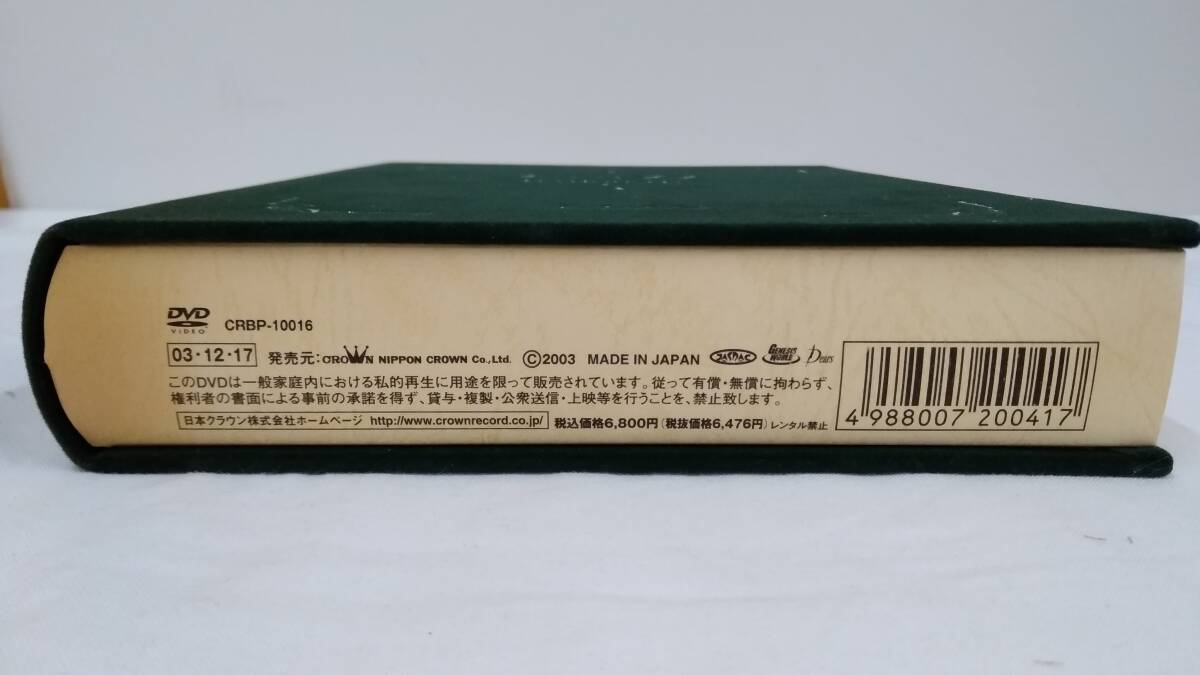 DVD
VIDEO
CRBP-10016
03・12・17 発売元：CROWN NIPPON CROWN Co.,Ltd. ©2003 MADE IN JAPAN JASRAC GENESIS WORLD Dears
このDVDは一般家庭内における私的再生に用途を限って販売されています。従って有償・無償に拘わらず、
権利者の書面による事前の承諾を得ず、貸与・複製・公衆送信・上映等を行うことを、禁止致します。
日本クラウン株式会社ホームページ http://www.crownrecord.co.jp/ 税込価格6,800円（税抜価格6,476円）レンタル禁止
4 988007 200417